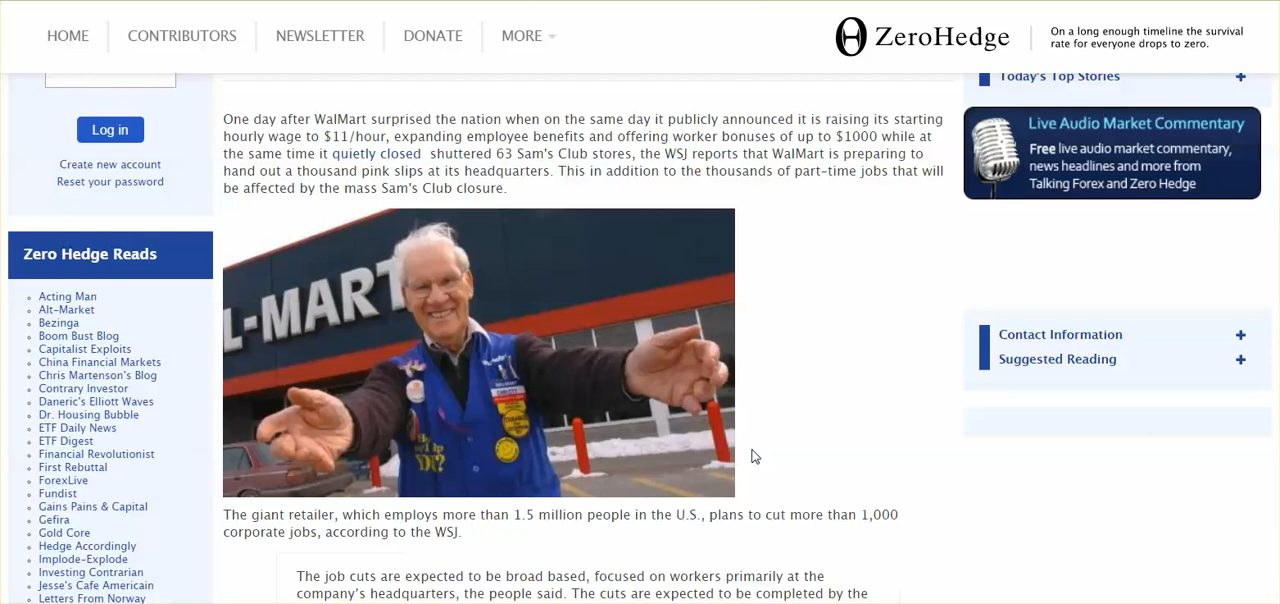 HOME
CONTRIBUTORS
NEWSLETTER
DONATE
MORE
ZeroHedge
On a long enough timeline the survival
rate for everyone drops to zero.
Log in
Create new account
Reset your password
Zero Hedge Reads
Acting Man
Alt-Market
Bezinga
Boom Bust Blog
Capitalist Exploits
China Financial Markets
Chris Martenson's Blog
Contrary Investor
Daneric's Elliott Waves
Dr. Housing Bubble
ETF Daily News
ETF Digest
Financial Revolutionist
First Rebuttal
ForexLive
Fundist
Gains Pains & Capital
Gefira
Gold Core
Hedge Accordingly
Implode-Explode
Investing Contrarian
Jesse's Cafe Americain
Letters From Norway
One day after WalMart surprised the nation when on the same day it publicly announced it is raising its starting
hourly wage to $11/hour, expanding employee benefits and offering worker bonuses of up to $1000 while at
the same time it quietly closed shuttered 63 Sam's Club stores, the WSJ reports that WalMart is preparing to
hand out a thousand pink slips at its headquarters. This in addition to the thousands of part-time jobs that will
be affected by the mass Sam's Club closure.
L-MART
The giant retailer, which employs more than 1.5 million people in the U.S., plans to cut more than 1,000
corporate jobs, according to the WSJ.
The job cuts are expected to be broad based, focused on workers primarily at the
company's headquarters, the people said. The cuts are expected to be completed by the
Today's Top Stories
Live Audio Market Commentary
Free live audio market commentary,
news headlines and more from
Talking Forex and Zero Hedge
Contact Information
Suggested Reading